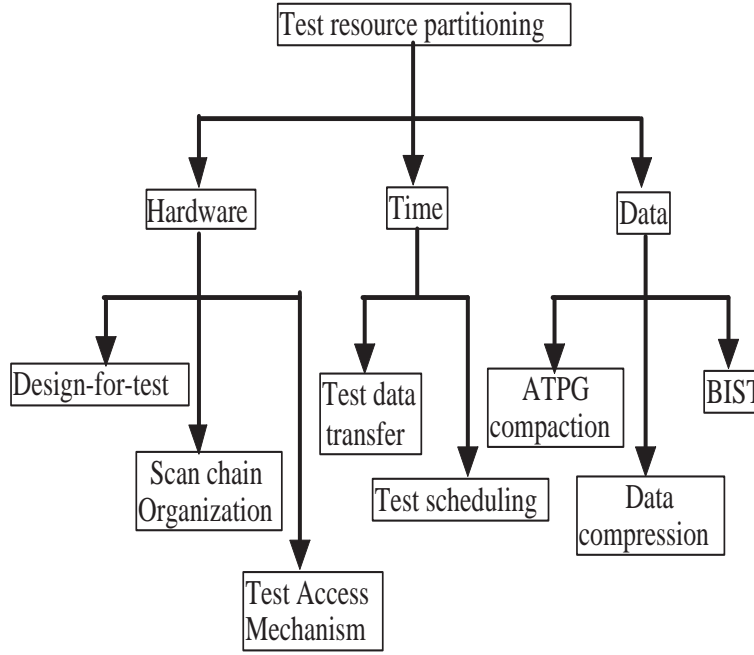 Test resource partitioning
Hardware
Time
Data
Design-for-test
Test data
transfer
ATPG
compaction
BIST
Scan chain
Organization
Test scheduling
Data
compression
Test Access
Mechanism